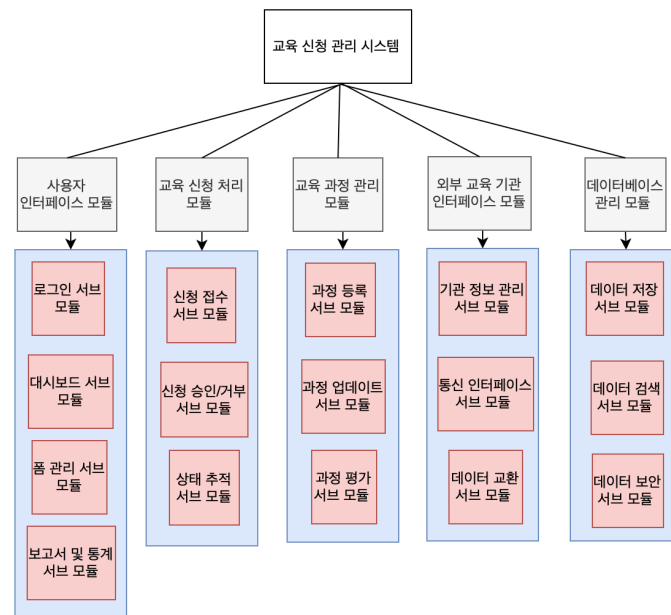 교육 신청 관리 시스템
사용자
인터페이스 모듈
교육 신청 처리
모듈
교육 과정 관리
모듈
외부 교육 기관
인터페이스 모듈
데이터베이스
관리 모듈
로그인 서브
모듈
대시보드 서브
모듈
폼 관리 서브
모듈
보고서 및 통계
서브 모듈
신청 접수
서브 모듈
신청 승인/거부
서브 모듈
상태 추적
서브 모듈
과정 등록
서브 모듈
과정 업데이트
서브 모듈
과정 평가
서브 모듈
기관 정보 관리
서브 모듈
통신 인터페이스
서브 모듈
데이터 교환
서브 모듈
데이터 저장
서브 모듈
데이터 검색
서브 모듈
데이터 보안
서브 모듈